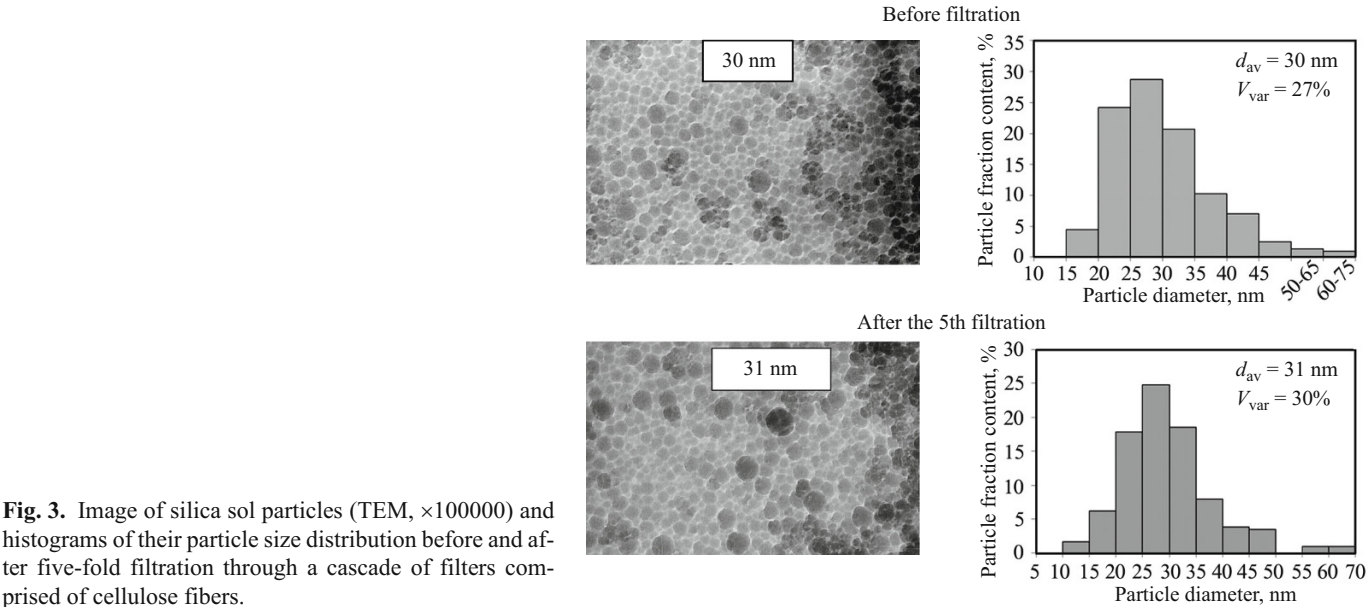 Before filtration
30 nm
Particle fraction content, %
35
30
25
20
15
10
5
0
d_av = 30 nm
V_var = 27%
10 15 20 25 30 35 40 45 50-65 60-75
Particle diameter, nm
After the 5th filtration
31 nm
Particle fraction content, %
30
25
20
15
10
5
0
d_av = 31 nm
V_var = 30%
5 10 15 20 25 30 35 40 45 50 55 60 70
Particle diameter, nm
Fig. 3. Image of silica sol particles (TEM, ×100000) and
histograms of their particle size distribution before and af-
ter five-fold filtration through a cascade of filters com-
prised of cellulose fibers.